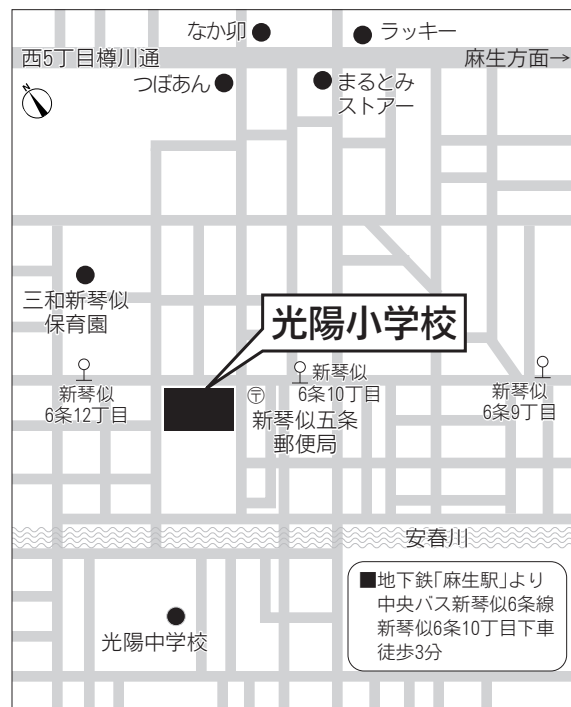 なか卯
ラッキー
西5丁目樽川通
麻生方面→
つぼあん
まるとみ
ストアー
N
三和新琴似
保育園
光陽小学校
新琴似
6条12丁目
〒
新琴似五条
郵便局
新琴似
6条10丁目
新琴似
6条9丁目
安春川
光陽中学校
■地下鉄「麻生駅」より
中央バス新琴似6条線
新琴似6条10丁目下車
徒歩3分